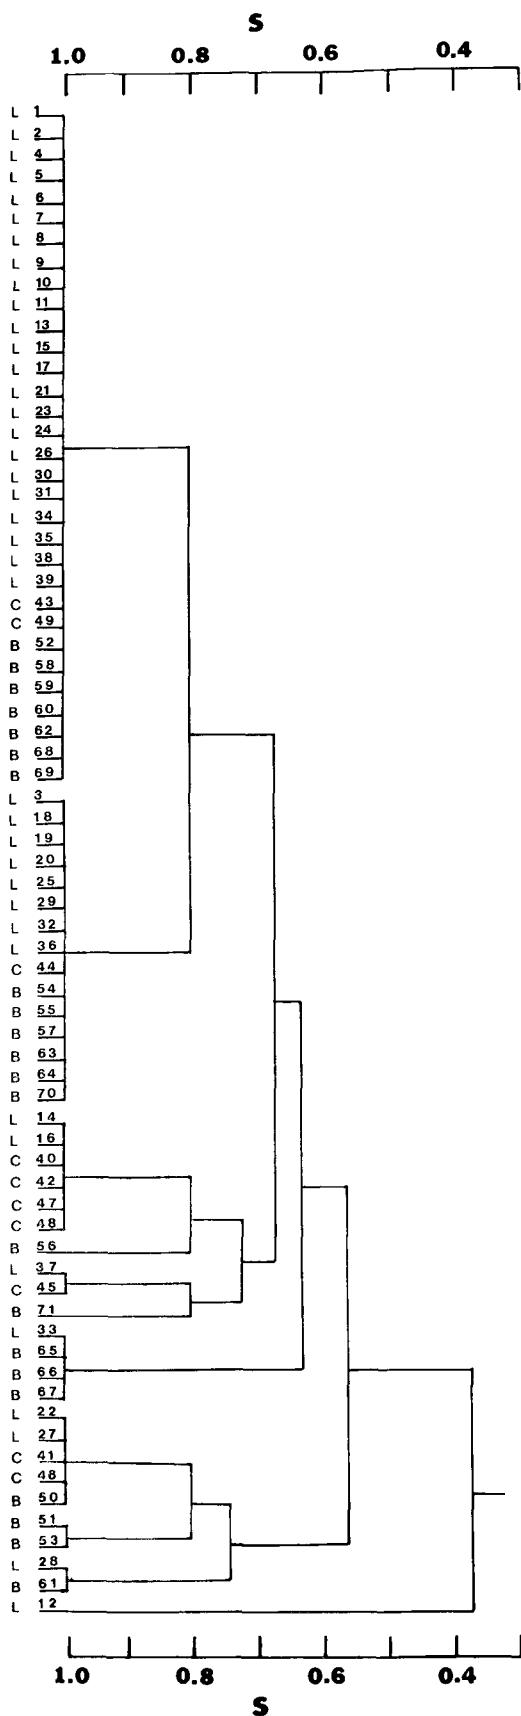 S
1.0 0.8 0.6 0.4
L 1
L 2
L 4
L 5
L 6
L 7
L 8
L 9
L 10
L 11
L 13
L 15
L 17
L 21
L 23
L 24
L 26
L 30
L 31
L 34
L 35
L 38
L 39
C 43
C 49
B 52
B 58
B 59
B 60
B 62
B 68
B 69
L 3
L 18
L 19
L 20
L 25
L 29
L 32
L 36
C 44
B 54
B 55
B 57
B 63
B 64
B 70
L 14
L 16
C 40
C 42
C 47
C 48
B 56
L 37
C 45
B 71
L 33
B 65
B 66
B 67
L 22
L 27
C 41
C 48
B 50
B 51
B 53
L 28
B 61
L 12
1.0 0.8 0.6 0.4
S